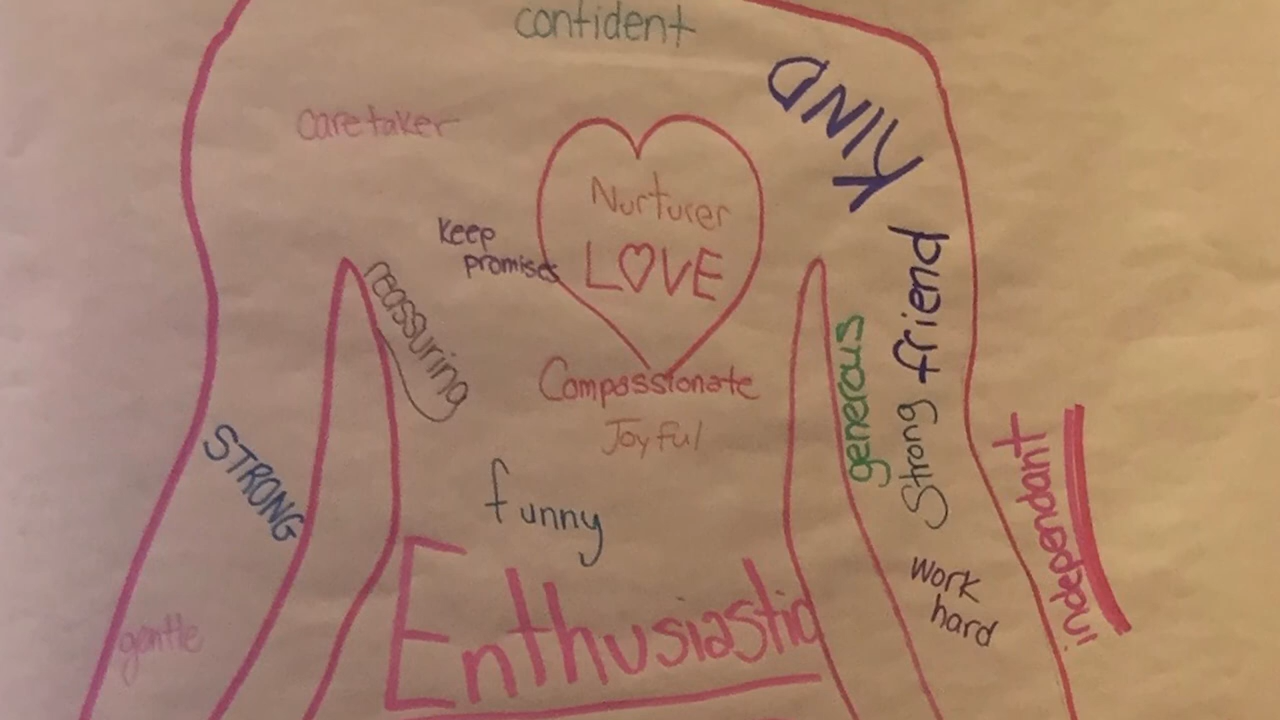 confident
KIND
caretaker
Nurturer
LOVE
Keep
promises
reassuring
friend
generous
Compassionate
Joyful
Strong
STRONG
independant
funny
Enthusiastic
work
hard
gentle